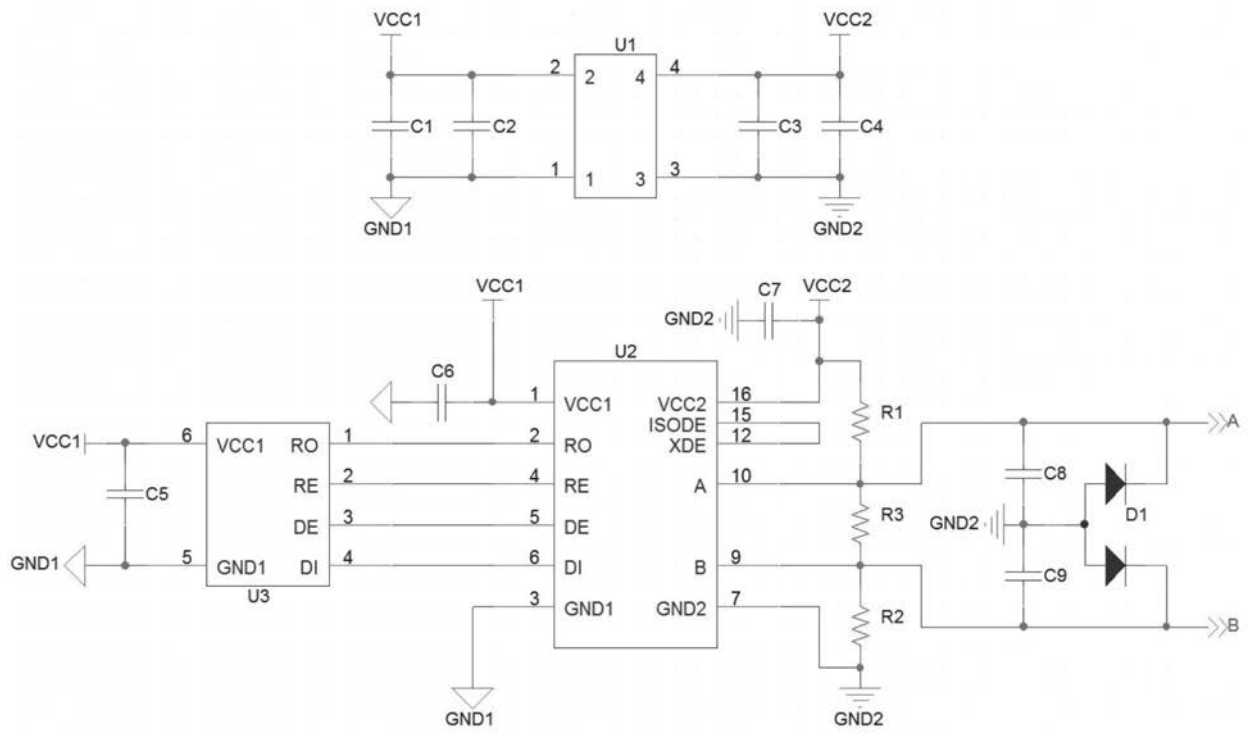 VCC1
VCC2
U1
2 2 4 4
C1 C2 C3 C4
1 1 3 3
GND1
GND2
VCC1
C7 VCC2
GND2
U2
C6
1 VCC1 VCC2 16
ISODE 15
R1
VCC1 6 VCC1 RO 1 2 RO XDE 12
A
RE 2 4 RE A 10
C8
C5
DE 3 5 DE R3 GND2 D1
GND1 5 GND1 DI 4 6 DI B 9
C9
U3
3 GND1 GND2 7
R2
B
GND1
GND2